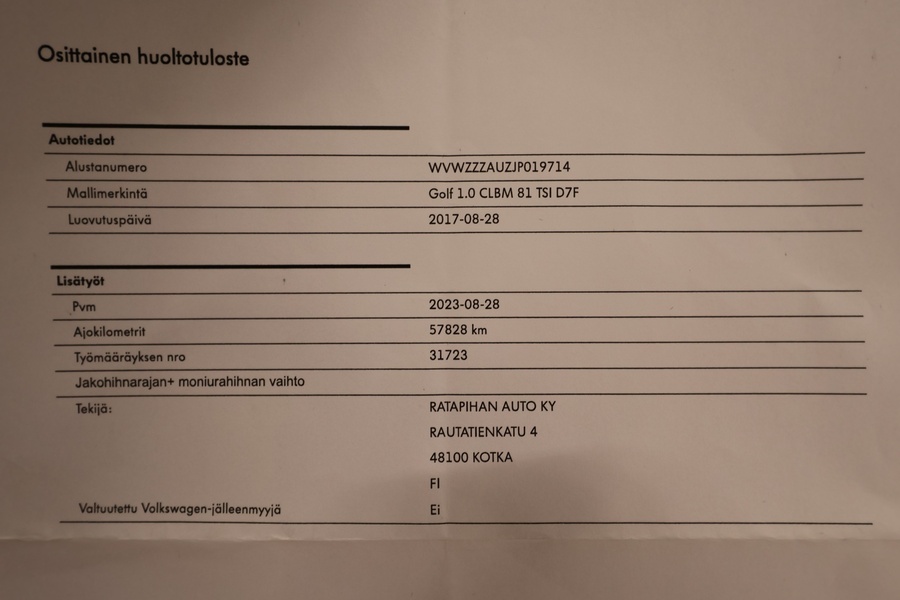 Osittainen huoltotuloste
Autotiedot
Alustanumero WVWZZZAUZJP019714
Mallimerkintä Golf 1.0 CLBM 81 TSI D7F
Luovutuspäivä 2017-08-28
Lisätyöt
Pvm 2023-08-28
Ajokilometrit 57828 km
Työmääräyksen nro 31723
Jakohihnarajan+ moniurahihnan vaihto
Tekijä: RATAPIHAN AUTO KY
RAUTATIENKATU 4
48100 KOTKA
FI
Valtuutettu Volkswagen-jälleenmyyjä Ei